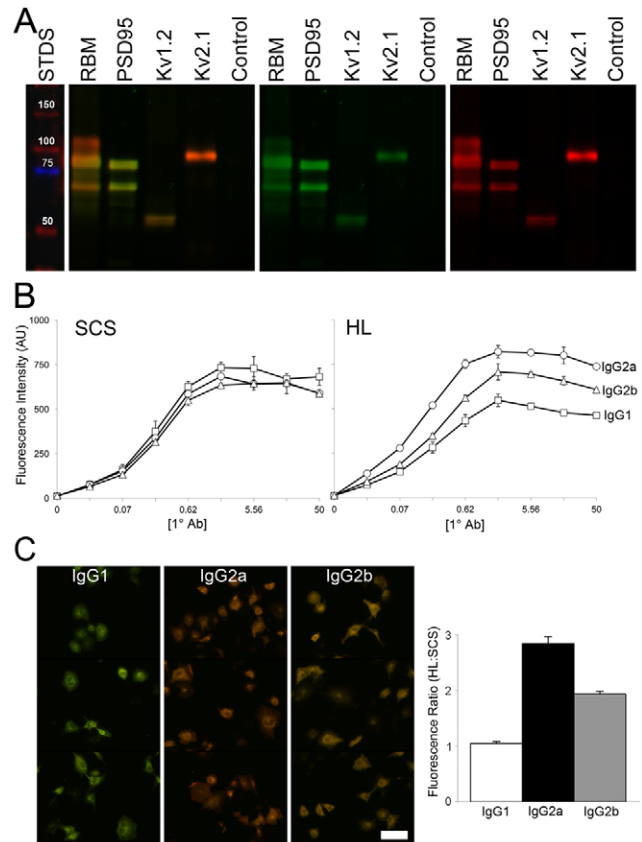 A
STDS
RBM
PSD95
Kv1.2
Kv2.1
Control
RBM
PSD95
Kv1.2
Kv2.1
Control
RBM
PSD95
Kv1.2
Kv2.1
Control
150
100
75
50
B
SCS
HL
Fluorescence Intensity (AU)
1000
750
500
250
0
IgG2a
IgG2b
IgG1
0 0.07 0.62 5.56 50
0 0.07 0.62 5.56 50
[1° Ab]
[1° Ab]
C
IgG1
IgG2a
IgG2b
Fluorescence Ratio (HL:SCS)
3
2
1
0
IgG1 IgG2a IgG2b